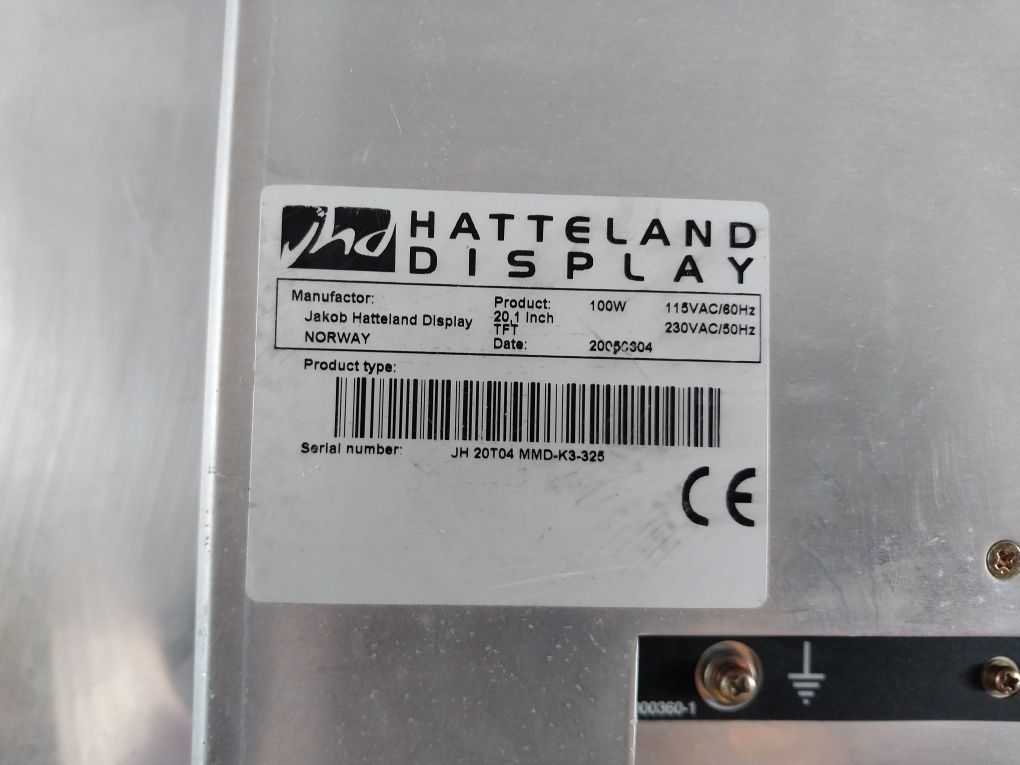 jhd HATTELAND
DISPLAY
Manufactor:
Jakob Hatteland Display
NORWAY
Product: 100W 115VAC/60Hz
20,1 Inch 230VAC/50Hz
TFT
Date:
Product type:
Serial number: JH 20T04 MMD-K3-325
CE
000360-1